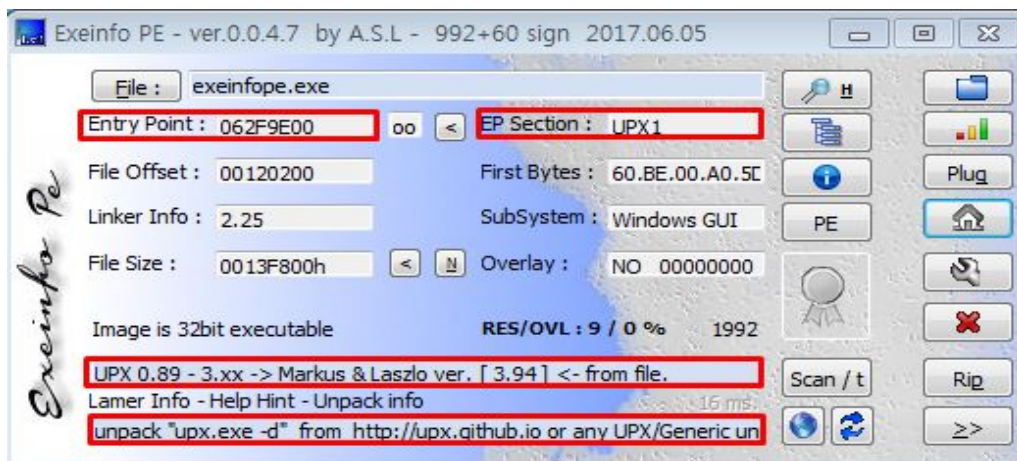 Exeinfo PE - ver.0.0.4.7 by A.S.L - 992+60 sign 2017.06.05
File : exeinfope.exe H
Entry Point : 062F9E00 oo < EP Section : UPX1
File Offset : 00120200 First Bytes : 60.BE.00.A0.5D Plug
Linker Info : 2.25 SubSystem : Windows GUI PE
File Size : 0013F800h < N Overlay : NO 00000000
Image is 32bit executable RES/OVL : 9 / 0 % 1992
UPX 0.89 - 3.xx -> Markus & Laszlo ver. [ 3.94 ] <- from file. Scan / t Rip
Lamer Info - Help Hint - Unpack info 16 ms.
unpack "upx.exe -d" from http://upx.github.io or any UPX/Generic un >>
Exeinfo Pe